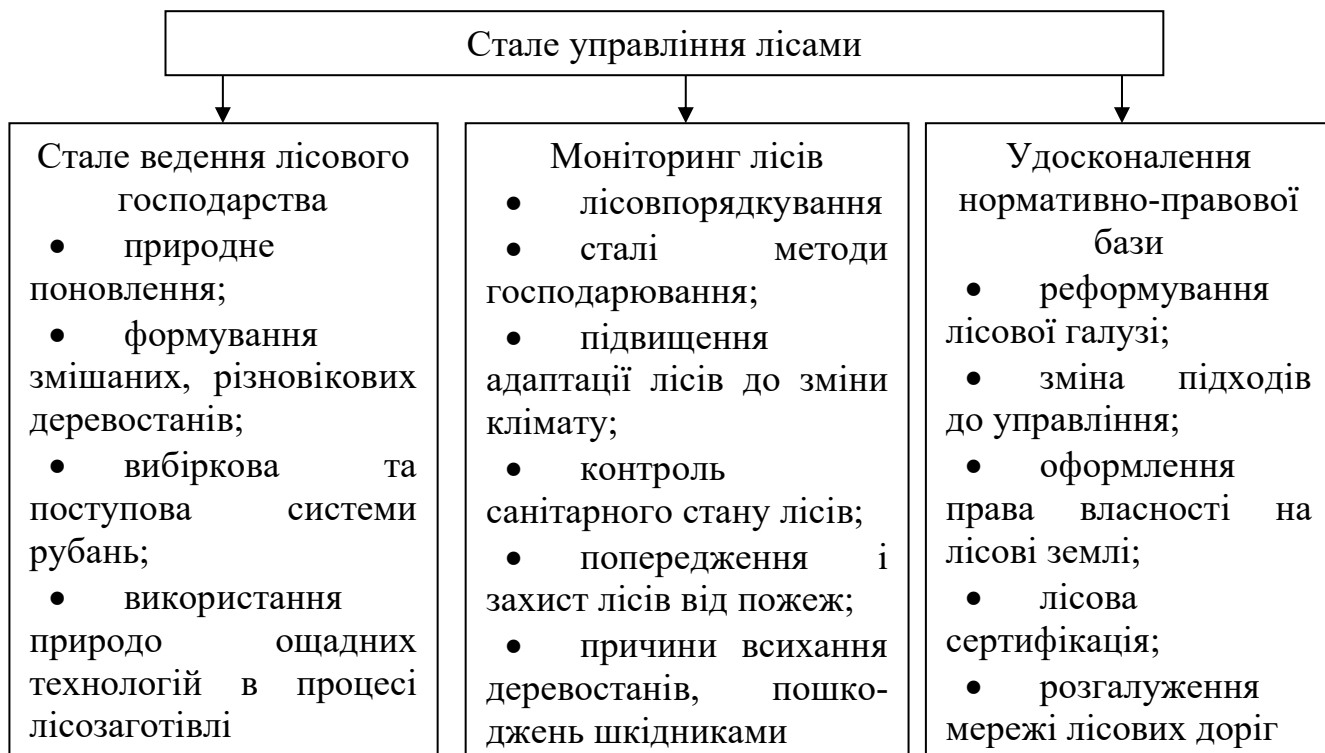 Стале управління лісами
Стале ведення лісового
господарства
• природне
поновлення;
• формування
змішаних, різновікових
деревостанів;
• вибіркова та
поступова системи
рубань;
• використання
природо ощадних
технологій в процесі
лісозаготівлі
Моніторинг лісів
• лісовпорядкування
• сталі методи
господарювання;
• підвищення
адаптації лісів до зміни
клімату;
• контроль
санітарного стану лісів;
• попередження і
захист лісів від пожеж;
• причини всихання
деревостанів, пошко-
джень шкідниками
Удосконалення
нормативно-правової
бази
• реформування
лісової галузі;
• зміна підходів
до управління;
• оформлення
права власності на
лісові землі;
• лісова
сертифікація;
• розгалуження
мережі лісових доріг